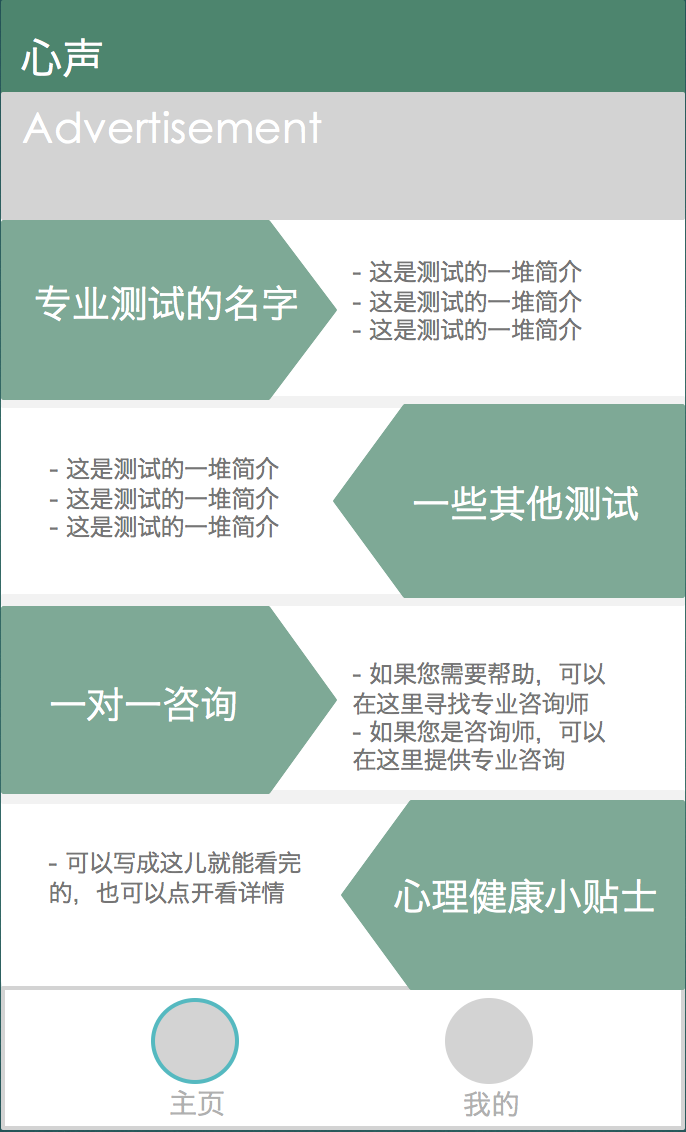 心声
Advertisement
专业测试的名字
- 这是测试的一堆简介
- 这是测试的一堆简介
- 这是测试的一堆简介
- 这是测试的一堆简介
- 这是测试的一堆简介
- 这是测试的一堆简介
一些其他测试
一对一咨询
- 如果您需要帮助，可以
在这里寻找专业咨询师
- 如果您是咨询师，可以
在这里提供专业咨询
- 可以写成这儿就能看完
的，也可以点开看详情
心理健康小贴士
主页
我的